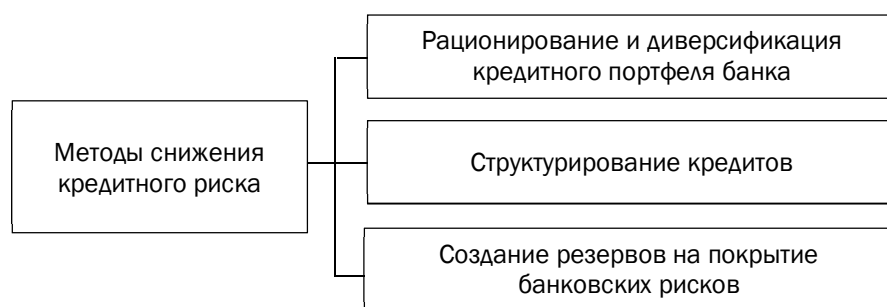 Рационирование и диверсификация
кредитного портфеля банка
Методы снижения
кредитного риска
Структурирование кредитов
Создание резервов на покрытие
банковских рисков